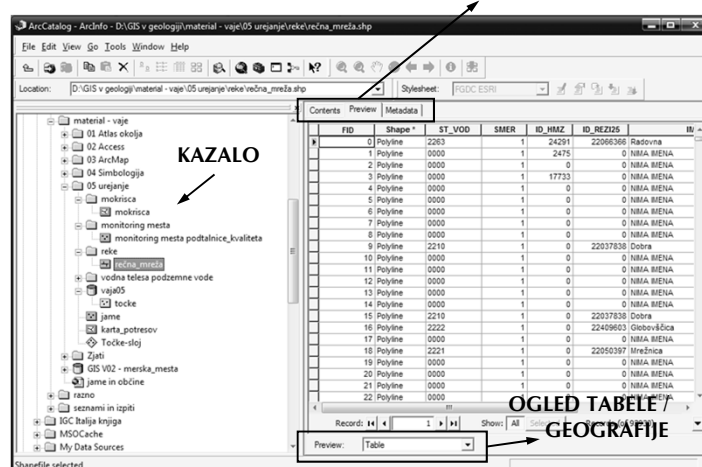 ArcCatalog - ArcInfo - D:\GIS v geologiji\material - vaje\05 urejanje\reke\rečna_mreža.shp
File Edit View Go Tools Window Help
Location: D:\GIS v geologiji\material - vaje\05 urejanje\reke\rečna_mreža.shp Stylesheet: FGDC ESRI
Contents Preview Metadata
material - vaje
01 Atlas okolja
02 Access
03 ArcMap
04 Simbologija
05 urejanje
mokrisca
mokrisca
monitoring mesta
monitoring mesta podtalnice_kvaliteta
reke
rečna_mreža
vodna telesa podzemne vode
vaja05
tocke
jame
karta_potresov
Točke-sloj
Zjati
GIS V02 - merska_mesta
jame in občine
razno
seznami in izpiti
IGC Italija knjiga
MSOCache
My Data Sources
KAZALO
FID Shape * ST_VOD SMER ID_HMZ ID_REZI25
0 Polyline 2263 1 24291 22066366 Radovna
1 Polyline 0000 1 2475 0 NIMA IMENA
2 Polyline 0000 1 0 0 NIMA IMENA
3 Polyline 0000 1 17733 0 NIMA IMENA
4 Polyline 0000 1 0 0 NIMA IMENA
5 Polyline 0000 1 0 0 NIMA IMENA
6 Polyline 0000 1 0 0 NIMA IMENA
7 Polyline 0000 1 0 0 NIMA IMENA
8 Polyline 0000 1 0 0 NIMA IMENA
9 Polyline 2210 1 0 22037838 Dobra
10 Polyline 0000 1 0 0 NIMA IMENA
11 Polyline 0000 1 0 0 NIMA IMENA
12 Polyline 0000 1 0 0 NIMA IMENA
13 Polyline 0000 1 0 0 NIMA IMENA
14 Polyline 0000 1 0 0 NIMA IMENA
15 Polyline 2210 1 0 22037838 Dobra
16 Polyline 2222 1 0 22409603 Globovščica
17 Polyline 0000 1 0 0 NIMA IMENA
18 Polyline 2221 1 0 22050397 Mrežnica
19 Polyline 0000 1 0 0 NIMA IMENA
20 Polyline 0000 1 0 0 NIMA IMENA
21 Polyline 0000 1 0 0 NIMA IMENA
22 Polyline 0000 1 0 0 NIMA IMENA
OGLED TABELE /
GEOGRAFIJE
Record: 1 Show: All
Preview: Table
Shapefile selected